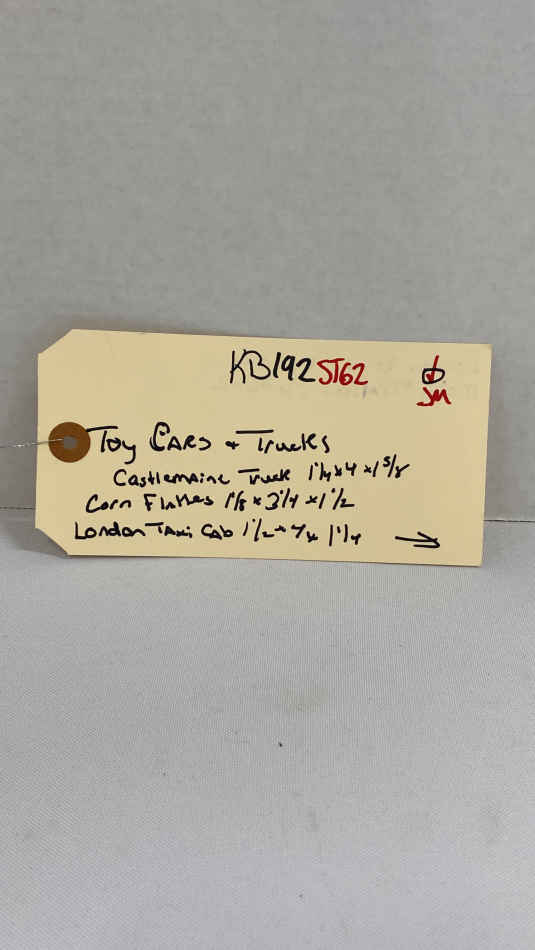 KB192 ST62
JM
Toy CARS + Trucks
Castlemaine Truck 1 1/4 x 4 x 1 5/8
Corn Flakes 1 1/8 x 3 1/4 x 1 1/2
London Taxi Cab 1 1/2 x 4 x 1 1/4 →